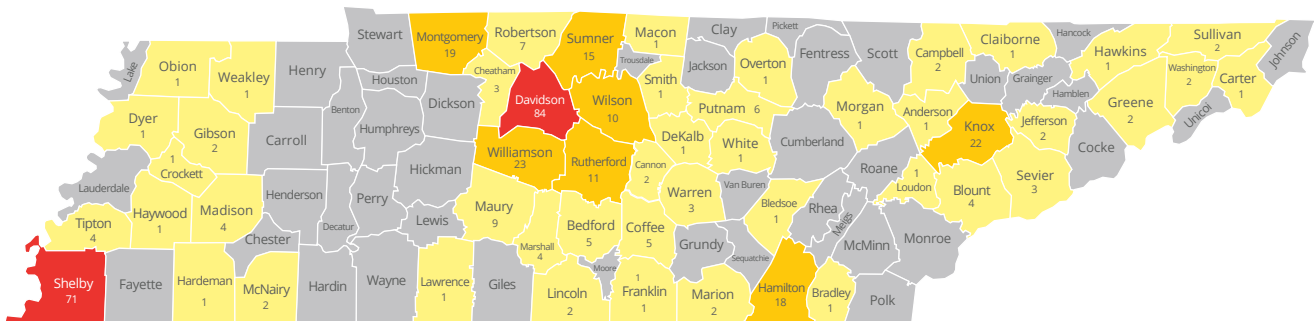 Stewart
Montgomery
19
Robertson
7
Sumner
15
Macon
1
Clay
Pickett
Fentress
Scott
Campbell
2
Claiborne
1
Hancock
Hawkins
1
Sullivan
2
Johnson
Lake
Obion
1
Weakley
1
Henry
Houston
Cheatham
3
Trousdale
Smith
1
Jackson
Overton
1
Union
Grainger
Hamblen
Washington
2
Carter
1
Dyer
1
Gibson
2
Carroll
Benton
Humphreys
Dickson
Davidson
84
Wilson
10
Putnam 6
Morgan
1
Anderson
1
Knox
22
Jefferson
2
Greene
2
Unicoi
Lauderdale
1
Crockett
Henderson
Decatur
Perry
Hickman
Williamson
23
Rutherford
11
Cannon
2
DeKalb
1
White
1
Cumberland
Roane
1
Loudon
Blount
4
Sevier
3
Cocke
Tipton
4
Haywood
1
Madison
4
Chester
Lewis
Maury
9
Marshall
4
Bedford
5
Coffee
5
Warren
3
Van Buren
Bledsoe
1
Rhea
Meigs
McMinn
Monroe
Shelby
71
Fayette
Hardeman
1
McNairy
2
Hardin
Wayne
Lawrence
1
Giles
Lincoln
2
Moore
1
Franklin
1
Grundy
Marion
2
Sequatchie
Hamilton
18
Bradley
1
Polk